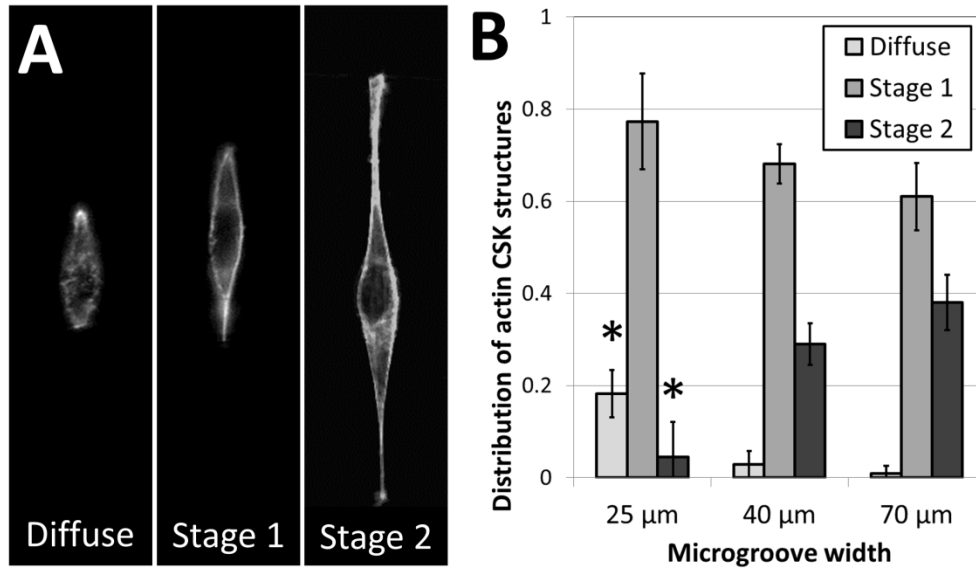 A
Diffuse
Stage 1
Stage 2
B
Distribution of actin CSK structures
1
0.8
0.6
0.4
0.2
0
Diffuse
Stage 1
Stage 2
*
*
25 µm
40 µm
70 µm
Microgroove width